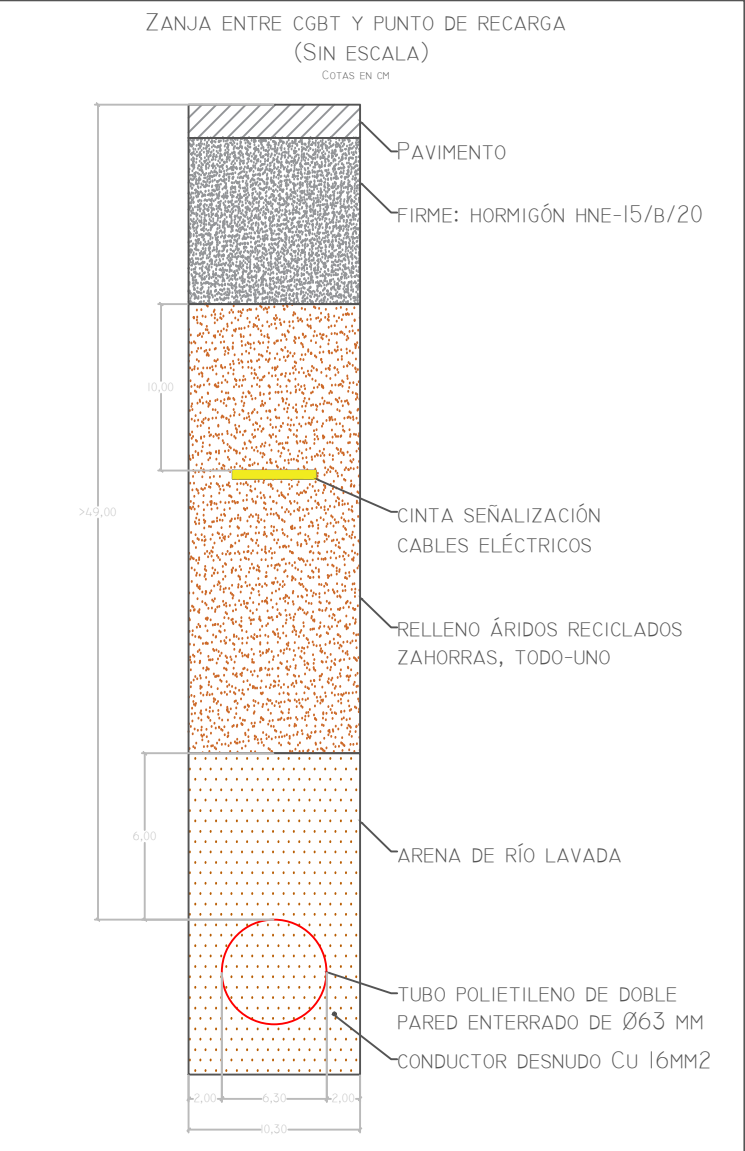 ZANJA ENTRE CGBT Y PUNTO DE RECARGA
(SIN ESCALA)
COTAS EN CM
PAVIMENTO
FIRME: HORMIGÓN HNE-15/B/20
10,00
>49,00
CINTA SEÑALIZACIÓN
CABLES ELÉCTRICOS
RELLENO ÁRIDOS RECICLADOS
ZAHORRAS, TODO-UNO
6,00
ARENA DE RÍO LAVADA
TUBO POLIETILENO DE DOBLE
PARED ENTERRADO DE Ø63 MM
CONDUCTOR DESNUDO CU 16MM2
2,00 6,30 2,00
10,30